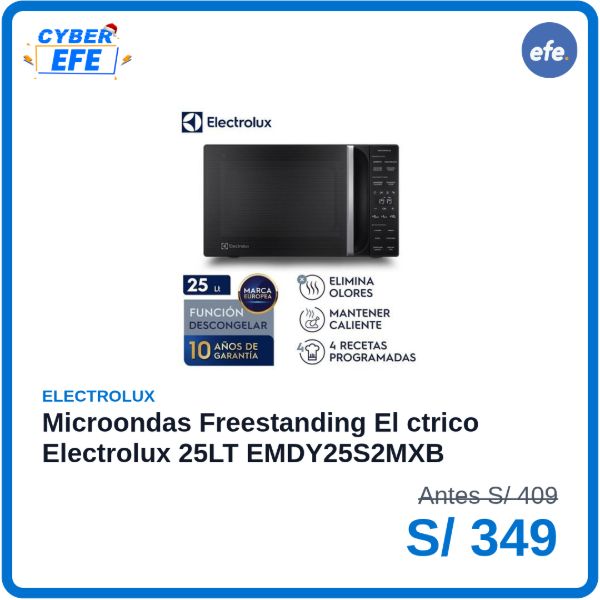 CYBER
EFE
efe.
Electrolux
Electrolux
25 Lt
MARCA
EUROPEA
FUNCIÓN
DESCONGELAR
10 AÑOS DE
GARANTÍA
ELIMINA
OLORES
MANTENER
CALIENTE
4
4 RECETAS
PROGRAMADAS
ELECTROLUX
Microondas Freestanding El ctrico
Electrolux 25LT EMDY25S2MXB
Antes S/ 409
S/ 349